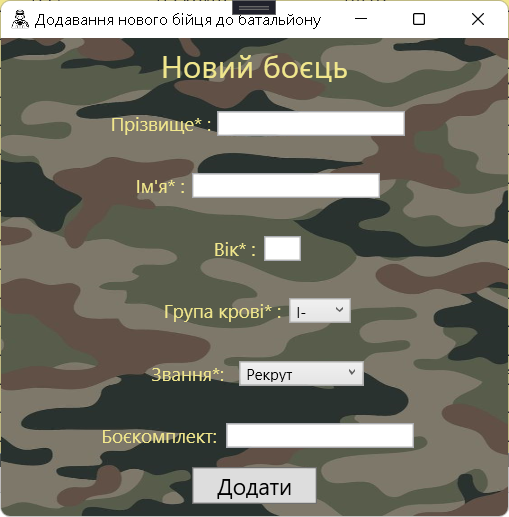 Додавання нового бійця до батальйону
Новий боєць
Прізвище* :
Ім'я* :
Вік* :
Група крові* : I-
Звання*: Рекрут
Боєкомплект:
Додати